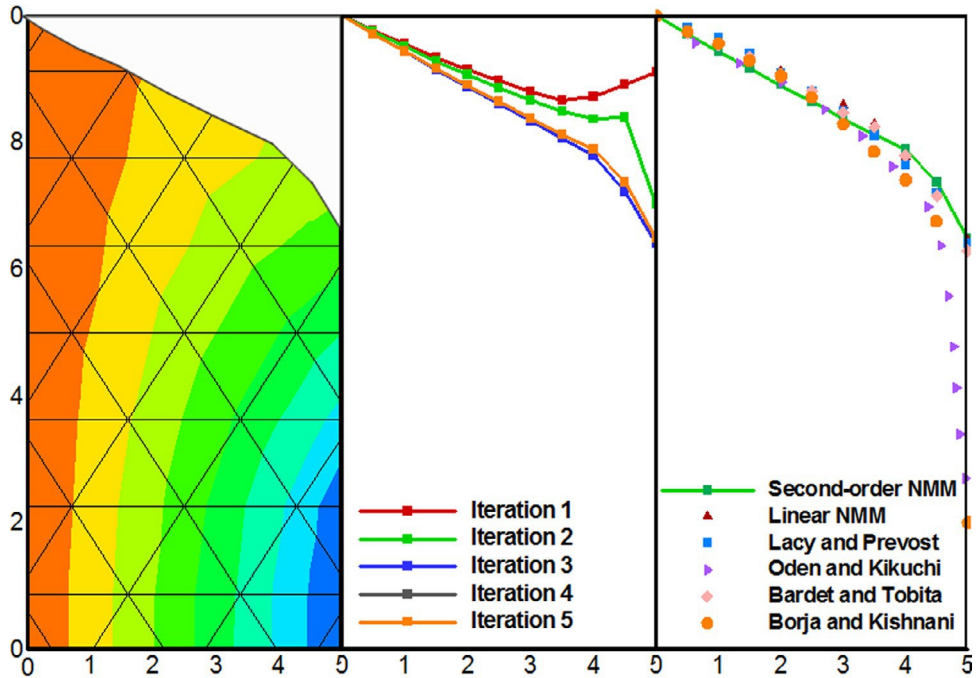 0
8
6
4
2
0
0 1 2 3 4 5
Iteration 1
Iteration 2
Iteration 3
Iteration 4
Iteration 5
1 2 3 4 5
Second-order NMM
Linear NMM
Lacy and Prevost
Oden and Kikuchi
Bardet and Tobita
Borja and Kishnani
1 2 3 4 5